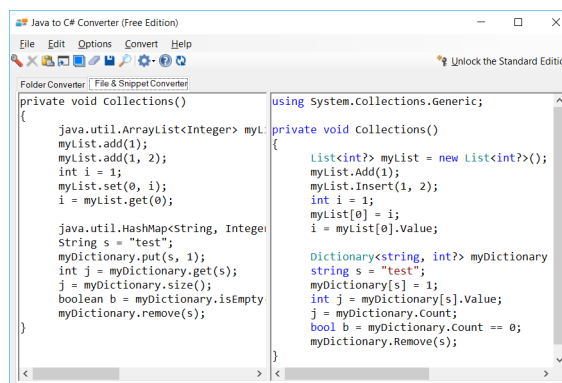 Java to C# Converter (Free Edition)
File Edit Options Convert Help
Unlock the Standard Editic
Folder Converter File & Snippet Converter
private void Collections()
{
java.util.ArrayList<Integer> myLi
myList.add(1);
myList.add(1, 2);
int i = 1;
myList.set(0, i);
i = myList.get(0);
java.util.HashMap<String, Integer
String s = "test";
myDictionary.put(s, 1);
int j = myDictionary.get(s);
j = myDictionary.size();
boolean b = myDictionary.isEmpty
myDictionary.remove(s);
}
using System.Collections.Generic;
private void Collections()
{
List<int?> myList = new List<int?>();
myList.Add(1);
myList.Insert(1, 2);
int i = 1;
myList[0] = i;
i = myList[0].Value;
Dictionary<string, int?> myDictionary
string s = "test";
myDictionary[s] = 1;
int j = myDictionary[s].Value;
j = myDictionary.Count;
bool b = myDictionary.Count == 0;
myDictionary.Remove(s);
}